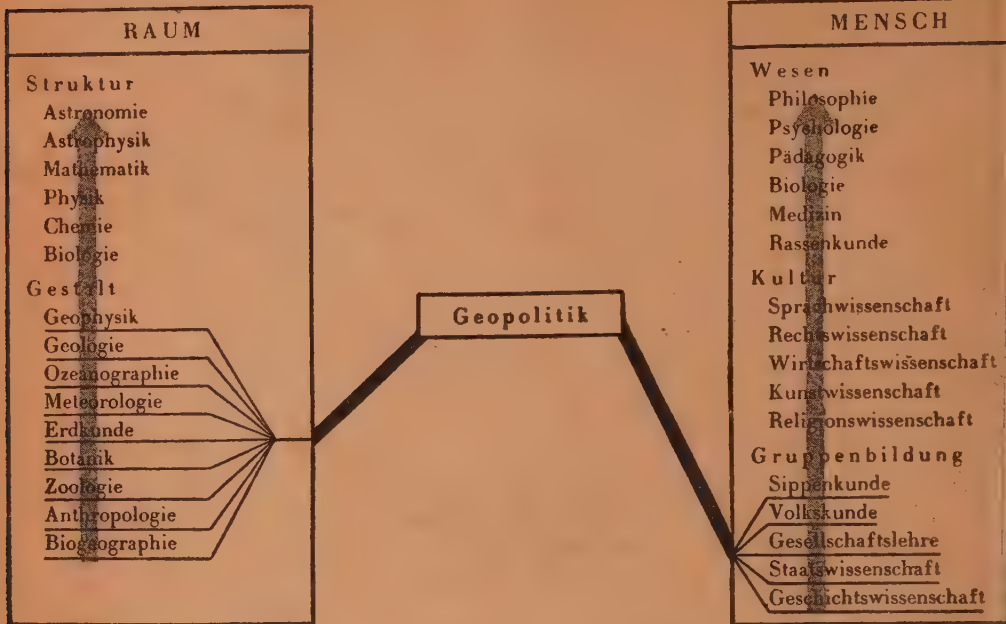 RAUM
Struktur
Astronomie
Astrophysik
Mathematik
Physik
Chemie
Biologie
Gestalt
Geophysik
Geologie
Ozeanographie
Meteorologie
Erdkunde
Botanik
Zoologie
Anthropologie
Biogeographie
Geopolitik
MENSCH
Wesen
Philosophie
Psychologie
Pädagogik
Biologie
Medizin
Rassenkunde
Kultur
Sprachwissenschaft
Rechtswissenschaft
Wirtschaftswissenschaft
Kunstwissenschaft
Religionswissenschaft
Gruppenbildung
Sippenkunde
Volkskunde
Gesellschaftslehre
Staatswissenschaft
Geschichtswissenschaft